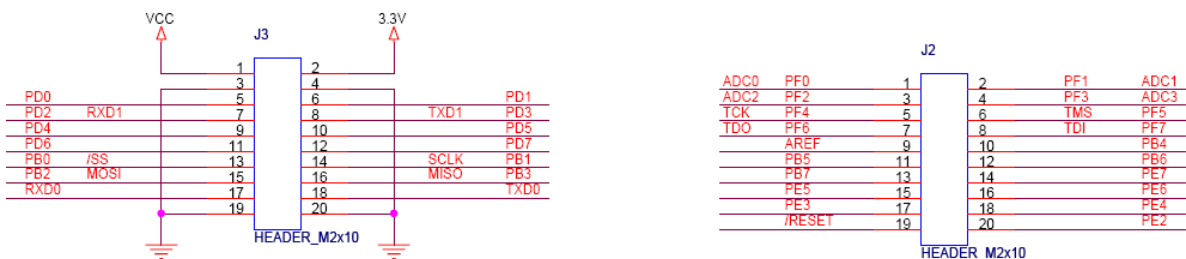 VCC 3.3V
J3
1 2
3 4
PD0 5 6 PD1
PD2 RXD1 7 8 TXD1 PD3
PD4 9 10 PD5
PD6 11 12 PD7
PB0 /SS 13 14 SCLK PB1
PB2 MOSI 15 16 MISO PB3
RXD0 17 18 TXD0
19 20
HEADER_M2x10
J2
ADC0 PF0 1 2 PF1 ADC1
ADC2 PF2 3 4 PF3 ADC3
TCK PF4 5 6 TMS PF5
TDO PF6 7 8 TDI PF7
AREF 9 10 PB4
PB5 11 12 PB6
PB7 13 14 PE7
PE5 15 16 PE6
PE3 17 18 PE4
/RESET 19 20 PE2
HEADER_M2x10